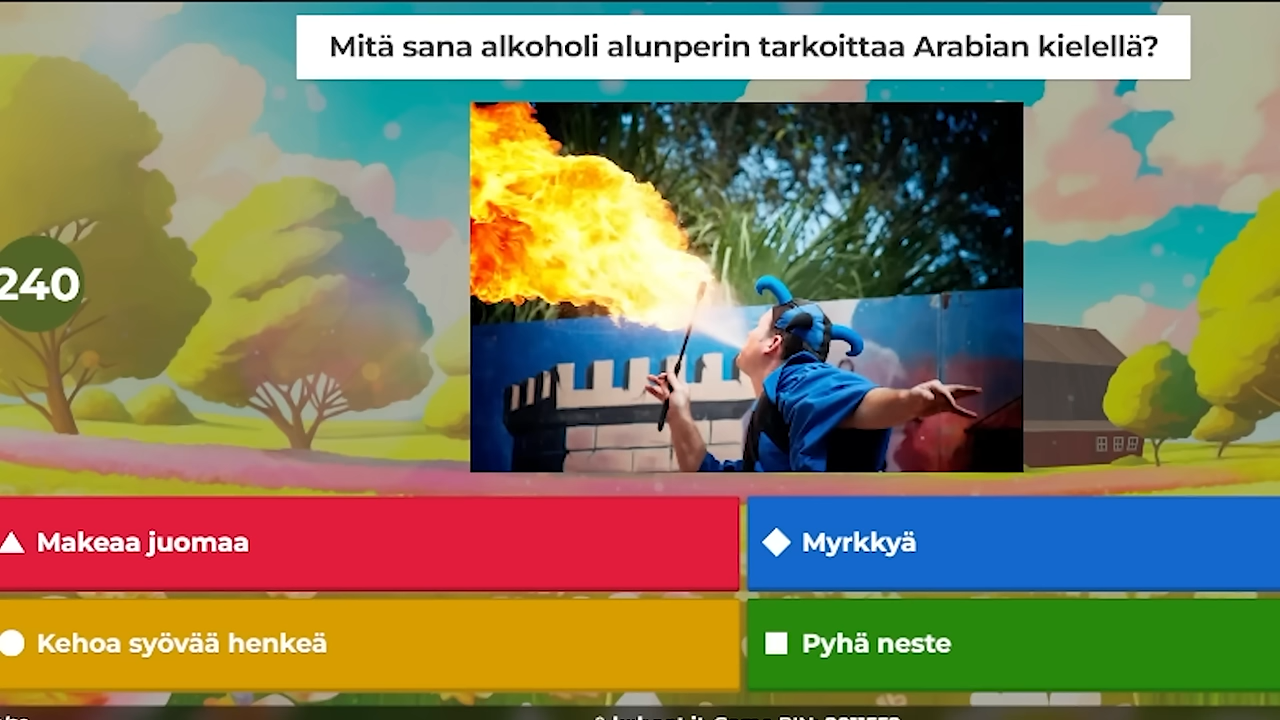 Mitä sana alkoholi alunperin tarkoittaa Arabian kielellä?
240
Makeaa juomaa
Myrkkyä
Kehoa syövää henkeä
Pyhä neste